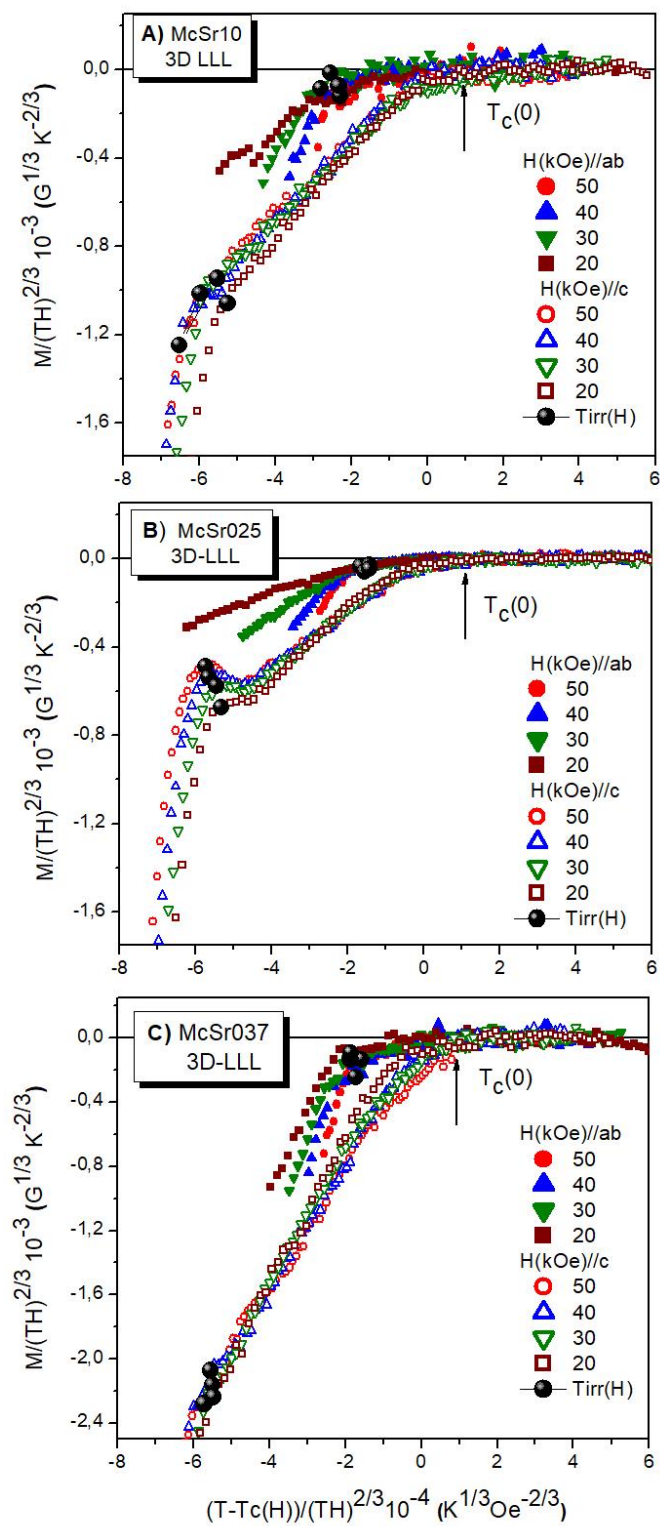 A) McSr10
3D LLL
0,0
-0,4
-0,8
-1,2
-1,6
M/(TH)^2/3 10^-3 (G^1/3 K^-2/3)
Tc(0)
H(kOe)//ab
50
40
30
20
H(kOe)//c
50
40
30
20
Tirr(H)
-8 -6 -4 -2 0 2 4 6
B) McSr025
3D-LLL
0,0
-0,4
-0,8
-1,2
-1,6
M/(TH)^2/3 10^-3 (G^1/3 K^-2/3)
Tc(0)
H(kOe)//ab
50
40
30
20
H(kOe)//c
50
40
30
20
Tirr(H)
-8 -6 -4 -2 0 2 4 6
C) McSr037
3D-LLL
0,0
-0,4
-0,8
-1,2
-1,6
-2,0
-2,4
M/(TH)^2/3 10^-3 (G^1/3 K^-2/3)
Tc(0)
H(kOe)//ab
50
40
30
20
H(kOe)//c
50
40
30
20
Tirr(H)
-8 -6 -4 -2 0 2 4 6
(T-Tc(H))/(TH)^2/3 10^-4 (K^1/3 Oe^-2/3)